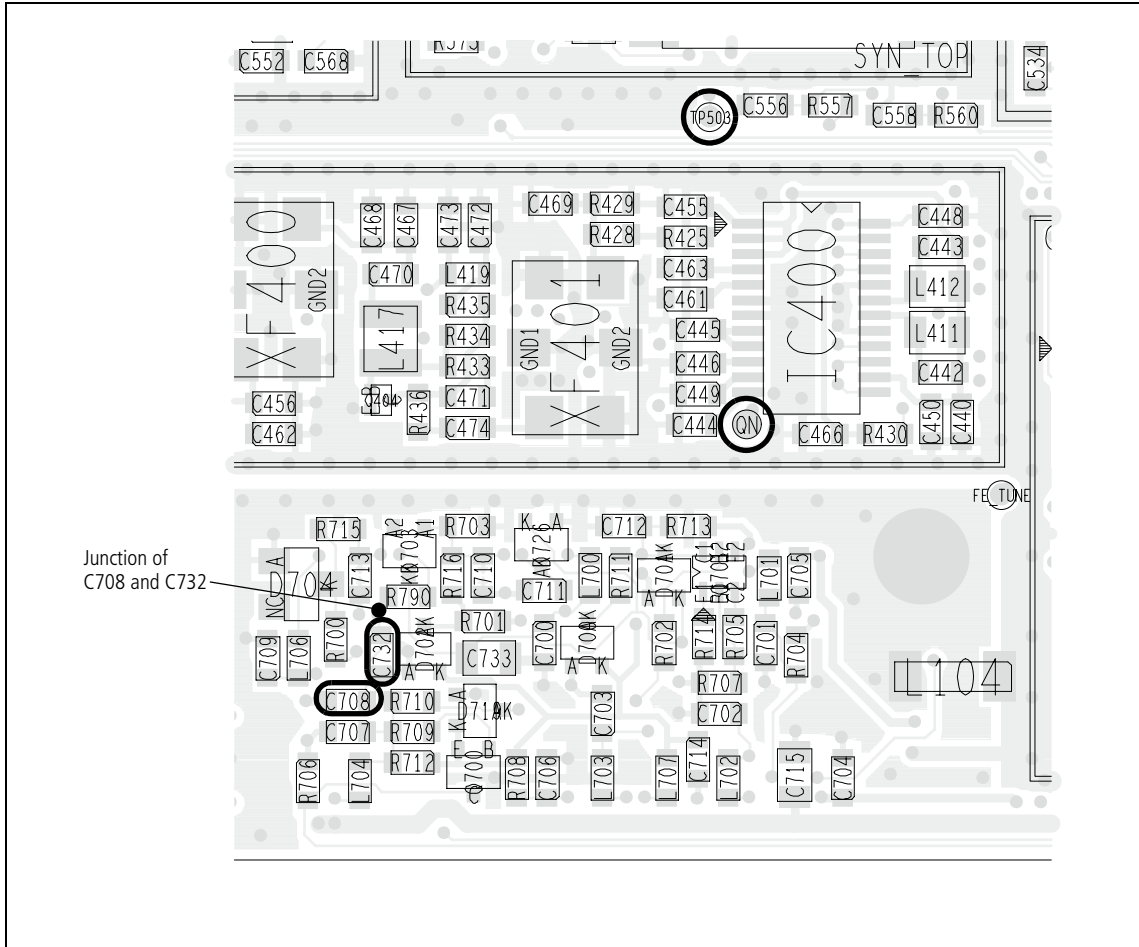 R575
C552 C568 SYN_TOP C534
TP503 C556 R557 C558 R560
C468 C467 C473 C472 C469 R429 C455 C448
R428 R425 C443
XF400 GND2 C470 L419 XF401 C463 IC400 L412
R435 C461
L417 R434 GND1 GND2 C445 L411
R433 C446 C442
C456 R436 C471 C449 C450 C440
C462 C474 C444 QN C466 R430
FE_TUNE
R715 A2 A1 R703 K A C712 R713
Junction of
C708 and C732
A D704 NC C713 R716 C710 C711 L700 R711 L701 C705
R790
R701
C709 L706 R700 C732 C733 C700 R702 R714 R705 C701 R704
A K A K
C708 R710 A K C703 R707 L104
C707 R709 C702
R712 E B C714
R706 L704 Q700 C R708 C706 L703 L707 L702 C715 C704